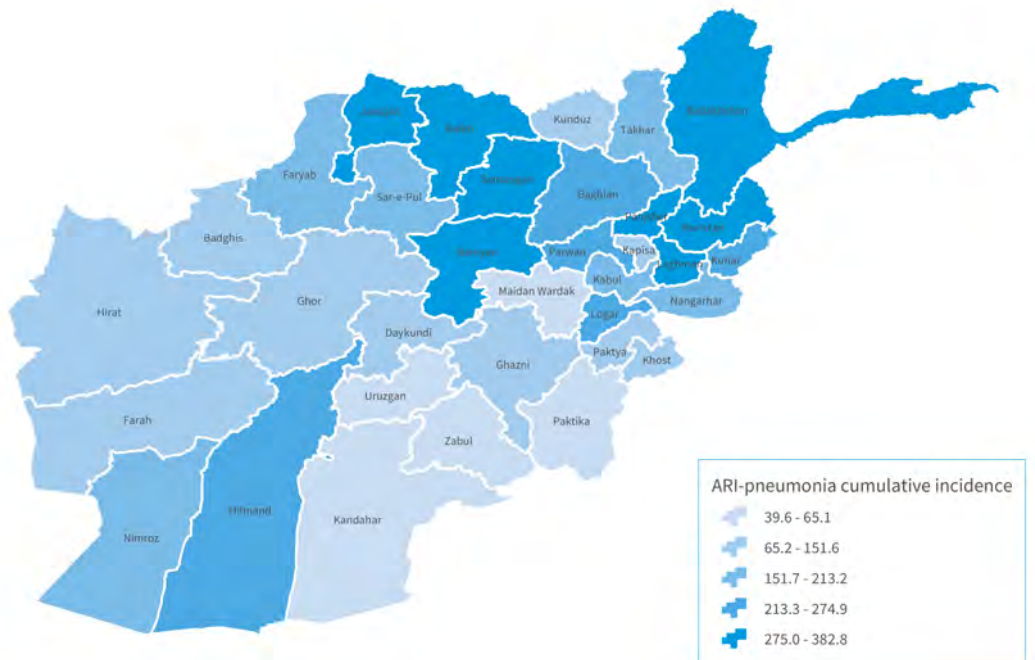 Badakhshan
Jawzjan
Balkh
Kunduz
Takhar
Faryab
Samangan
Sar-e-Pul
Baghlan
Panjsher
Nuristan
Badghis
Bamyan
Parwan
Kapisa
Laghman
Kunar
Kabul
Maidan Wardak
Hirat
Ghor
Nangarhar
Logar
Daykundi
Paktya
Khost
Ghazni
Uruzgan
Farah
Paktika
Zabul
Hilmand
Kandahar
Nimroz
ARI-pneumonia cumulative incidence
39.6 - 65.1
65.2 - 151.6
151.7 - 213.2
213.3 - 274.9
275.0 - 382.8